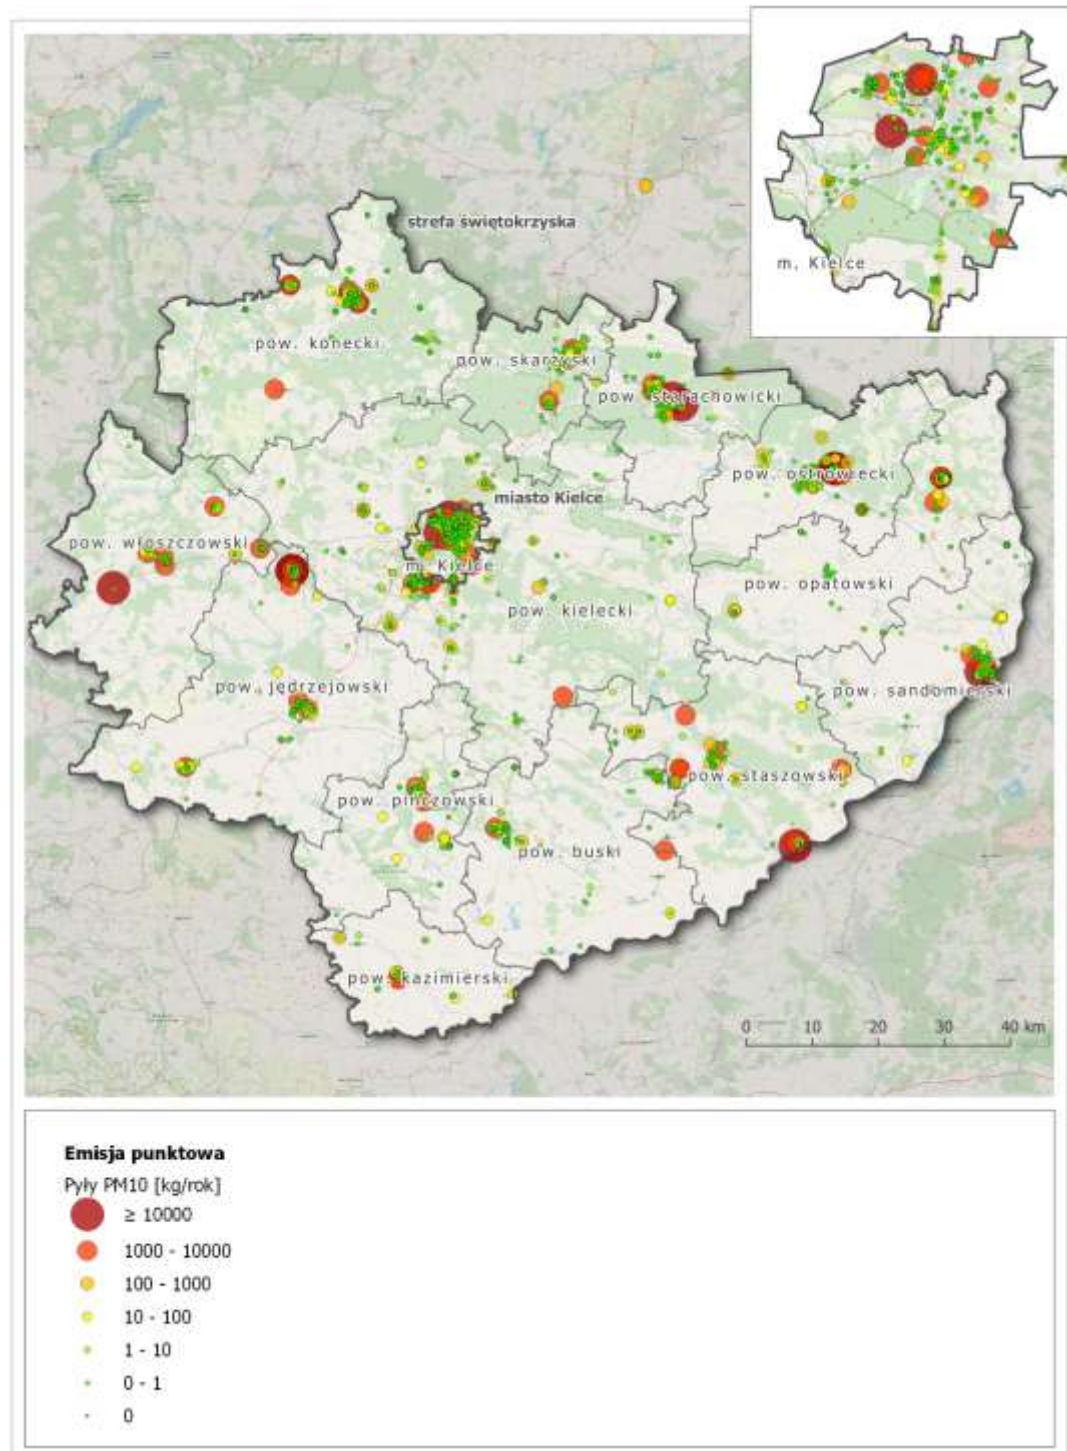 m. Kielce
strefa świętokrzyska
pow. konecki
pow. skarżyski
pow. starachowicki
pow. ostrowiecki
miasto Kielce
pow. włoszczowski
m. Kielce
pow. kielecki
pow. opatowski
pow. jędrzejowski
pow. sandomierski
pow. staszowski
pow. pińczowski
pow. buski
pow. kazimierski
0 10 20 30 40 km
Emisja punktowa
Pyły PM10 [kg/rok]
≥ 10000
1000 - 10000
100 - 1000
10 - 100
1 - 10
0 - 1
0